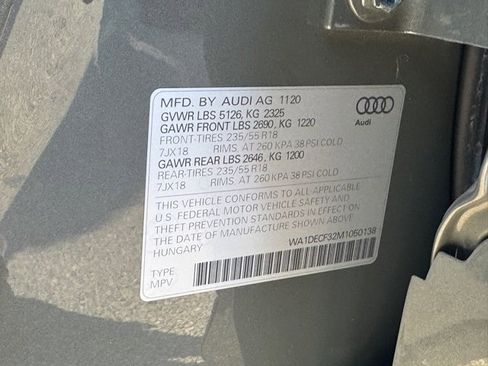 MFD. BY AUDI AG 1120
GVWR LBS 5126, KG 2325
GAWR FRONT LBS 2690, KG 1220
FRONT-TIRES 235/55 R18
7JX18 RIMS. AT 260 KPA 38 PSI COLD
GAWR REAR LBS 2646, KG 1200
REAR-TIRES 235/55 R18
7JX18 RIMS. AT 260 KPA 38 PSI COLD
THIS VEHICLE CONFORMS TO ALL APPLICABLE
U.S. FEDERAL MOTOR VEHICLE SAFETY AND
THEFT PREVENTION STANDARDS IN EFFECT ON
THE DATE OF MANUFACTURE SHOWN ABOVE.
HUNGARY
WA1DECF32M1050138
TYPE:
MPV
Audi